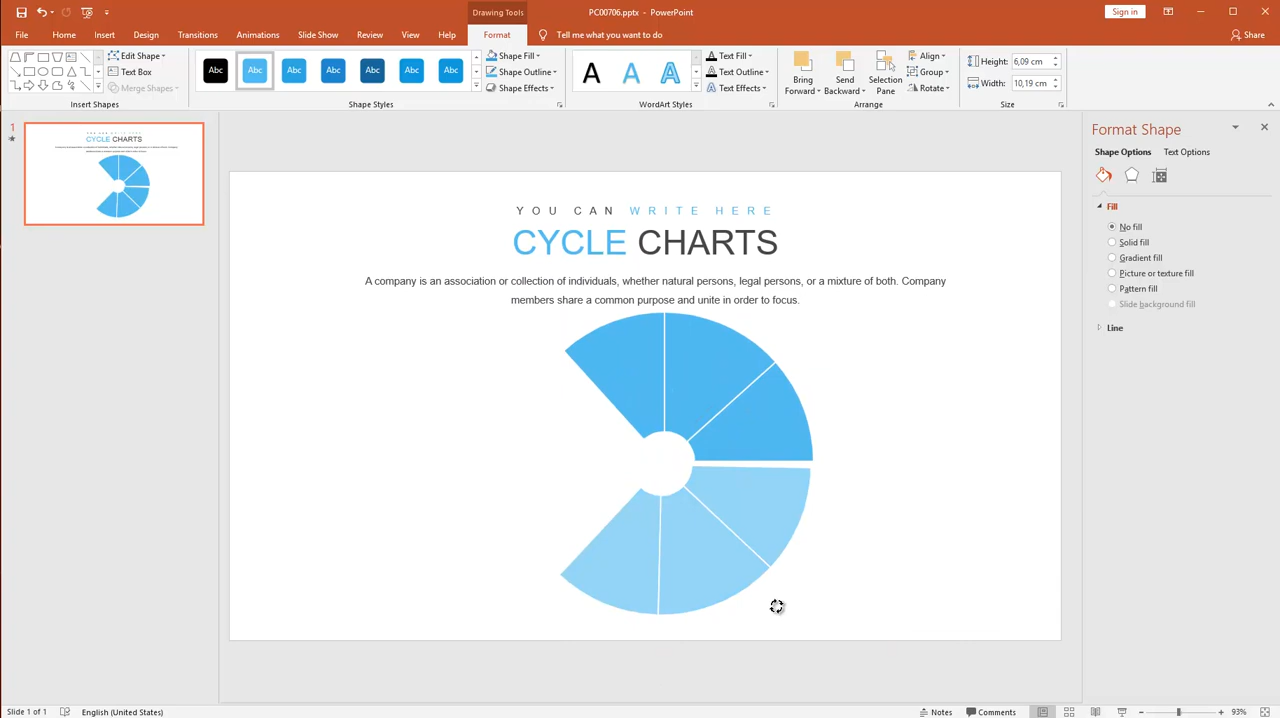 Drawing Tools
PC00706.pptx - PowerPoint
Sign in
File Home Insert Design Transitions Animations Slide Show Review View Help Format Tell me what you want to do Share
Edit Shape
Text Box
Merge Shapes
Insert Shapes
Abc Abc Abc Abc Abc Abc Abc
Shape Fill
Shape Outline
Shape Effects
Shape Styles
A A A
Text Fill
Text Outline
Text Effects
WordArt Styles
Bring Forward
Send Backward
Selection Pane
Align
Group
Rotate
Arrange
Height: 6,09 cm
Width: 10,19 cm
Size
1
YOU CAN WRITE HERE
CYCLE CHARTS
YOU CAN WRITE HERE
CYCLE CHARTS
A company is an association or collection of individuals, whether natural persons, legal persons, or a mixture of both. Company
members share a common purpose and unite in order to focus.
Format Shape
Shape Options Text Options
Fill
No fill
Solid fill
Gradient fill
Picture or texture fill
Pattern fill
Slide background fill
Line
Slide 1 of 1 English (United States) Notes Comments 93%